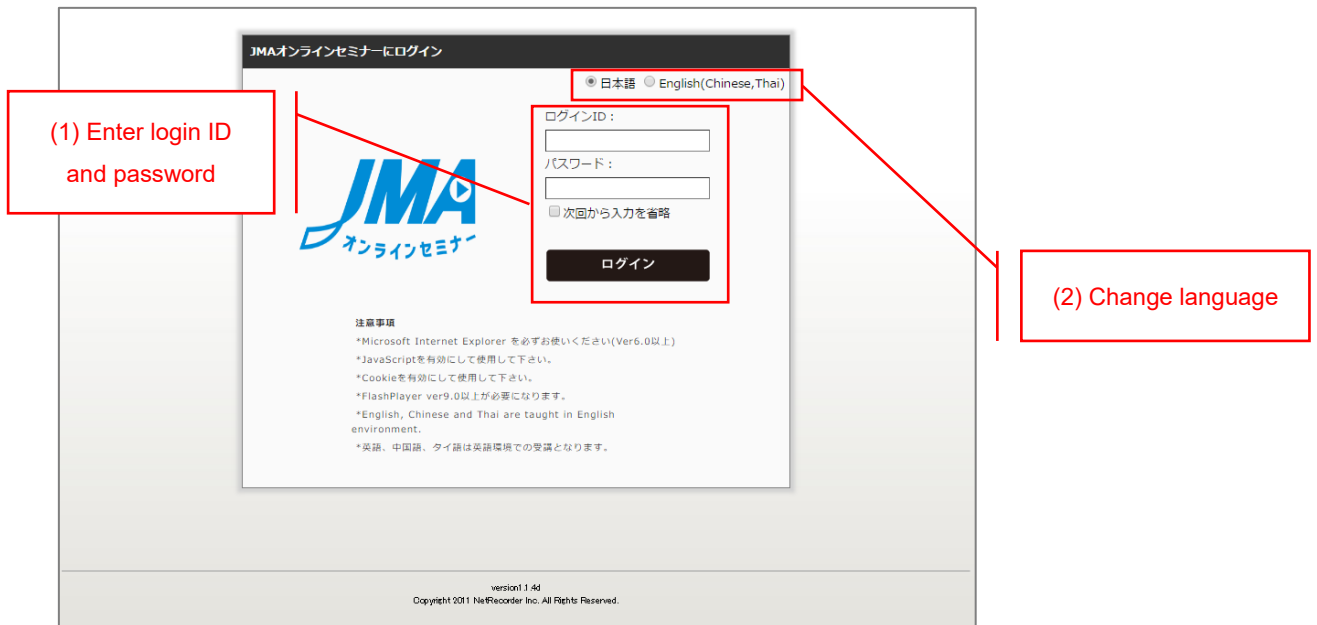 JMAオンラインセミナーにログイン
日本語 English(Chinese,Thai)
(1) Enter login ID
and password
ログインID：
パスワード：
次回から入力を省略
ログイン
JMA
オンラインセミナー
(2) Change language
注意事項
*Microsoft Internet Explorer を必ずお使いください(Ver6.0以上)
*JavaScriptを有効にして使用して下さい。
*Cookieを有効にして使用して下さい。
*FlashPlayer ver9.0以上が必要になります。
*English, Chinese and Thai are taught in English
environment.
*英語、中国語、タイ語は英語環境での受講となります。
version1.1.4d
Copyright 2011 NetRecorder Inc. All Rights Reserved.